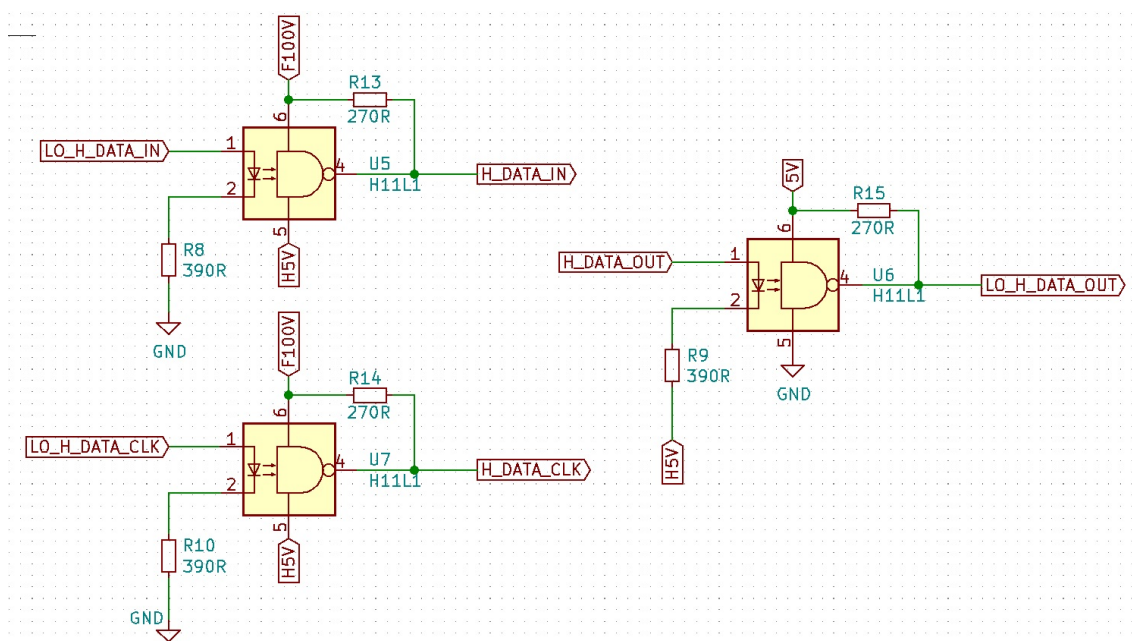 F100V
R13
270R
6
LO_H_DATA_IN
1
2
4
U5
H11L1
H_DATA_IN
5
H5V
R8
390R
GND
F100V
R14
270R
6
LO_H_DATA_CLK
1
2
4
U7
H11L1
H_DATA_CLK
5
H5V
R10
390R
GND
5V
R15
270R
6
H_DATA_OUT
1
2
4
U6
H11L1
LO_H_DATA_OUT
5
GND
R9
390R
H5V